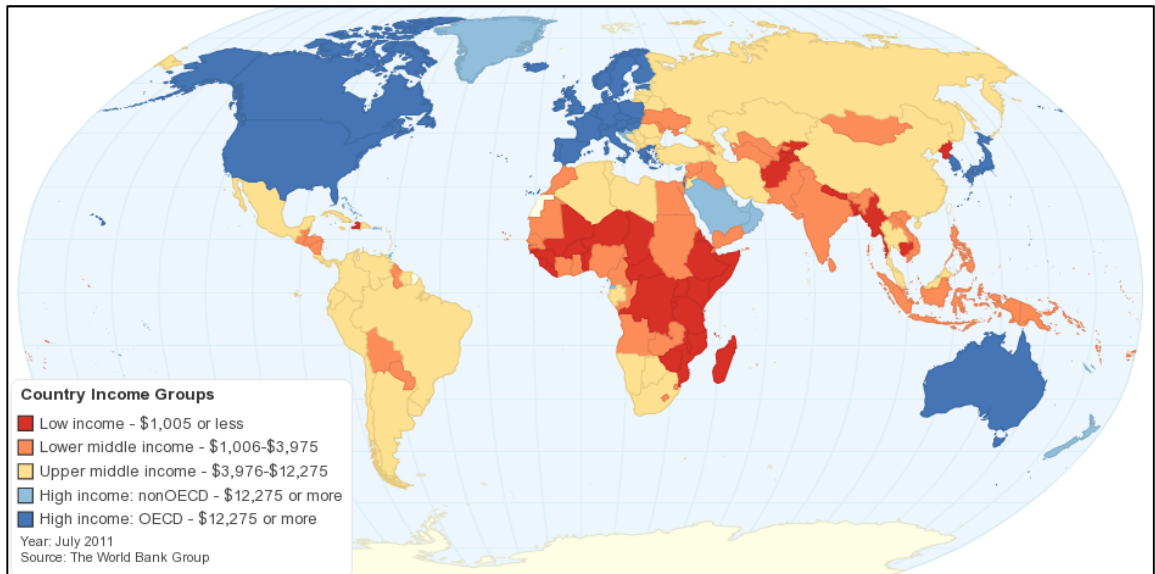 Country Income Groups
Low income - $1,005 or less
Lower middle income - $1,006-$3,975
Upper middle income - $3,976-$12,275
High income: nonOECD - $12,275 or more
High income: OECD - $12,275 or more
Year: July 2011
Source: The World Bank Group